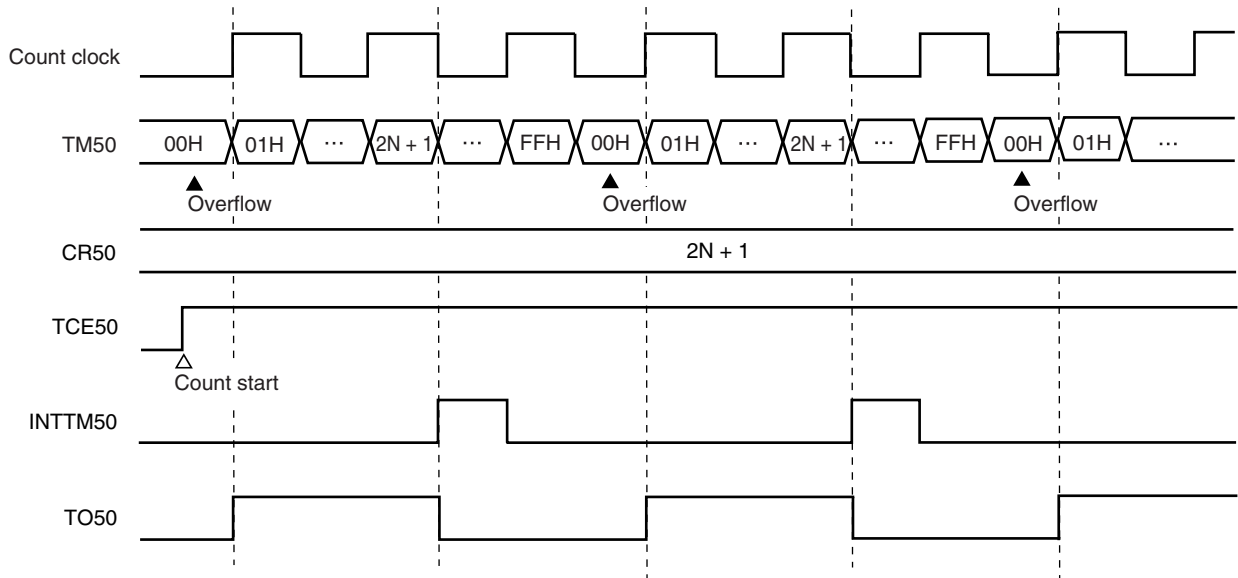 Count clock
TM50 00H 01H ... 2N + 1 ... FFH 00H 01H ... 2N + 1 ... FFH 00H 01H ...
Overflow Overflow Overflow
CR50 2N + 1
TCE50
Count start
INTTM50
TO50